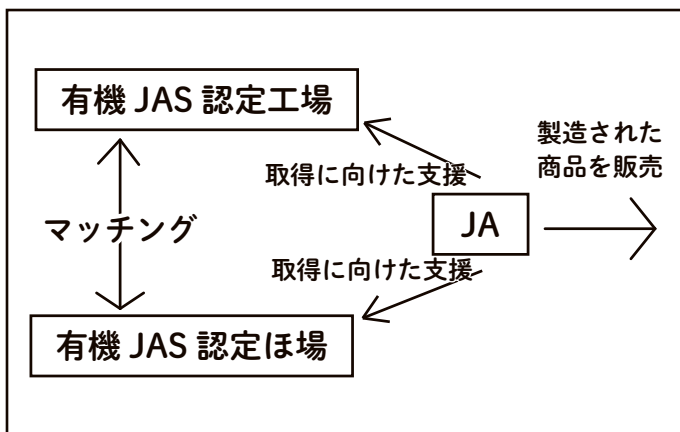 有機 JAS 認定工場
製造された
商品を販売
取得に向けた支援
JA
マッチング
取得に向けた支援
有機 JAS 認定ほ場